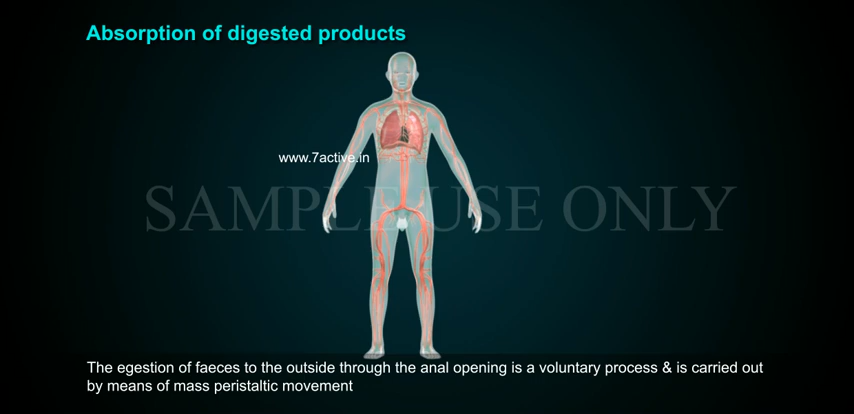 Absorption of digested products
www.7active.in
SAMPLE USE ONLY
The egestion of faeces to the outside through the anal opening is a voluntary process & is carried out
by means of mass peristaltic movement